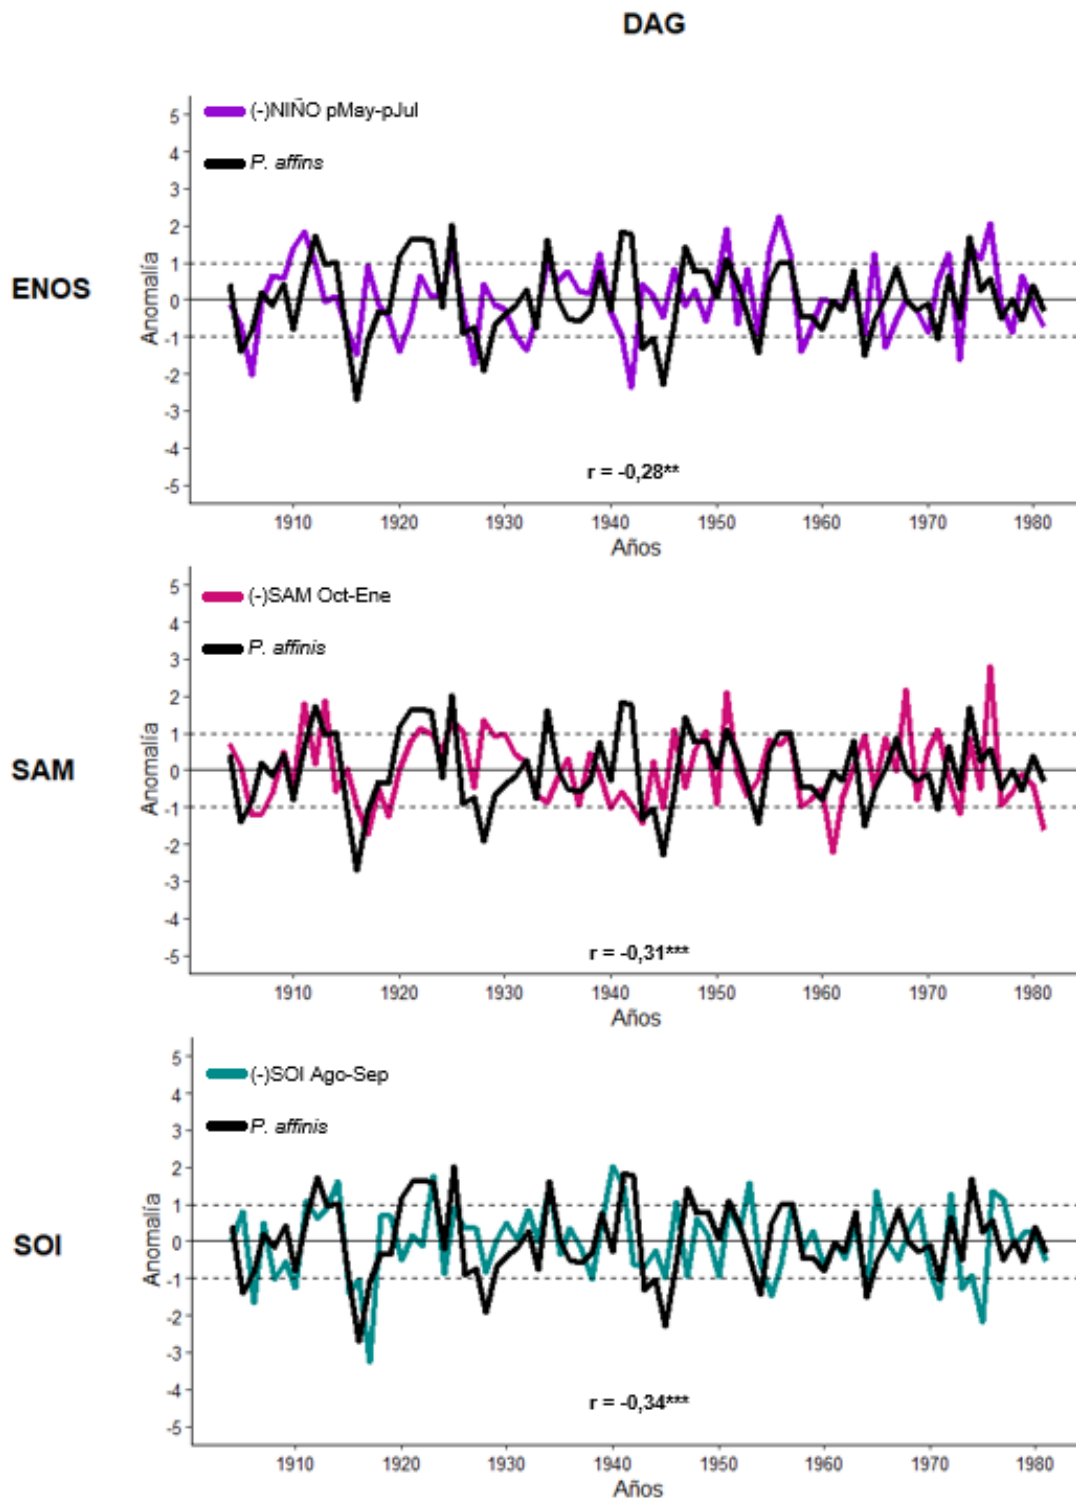 DAG
ENOS
(-)NIÑO pMay-pJul
P. affins
Anomalía
5
4
3
2
1
0
-1
-2
-3
-4
-5
r = -0,28**
1910 1920 1930 1940 1950 1960 1970 1980
Años
SAM
(-)SAM Oct-Ene
P. affinis
Anomalía
5
4
3
2
1
0
-1
-2
-3
-4
-5
r = -0,31***
1910 1920 1930 1940 1950 1960 1970 1980
Años
SOI
(-)SOI Ago-Sep
P. affinis
Anomalía
5
4
3
2
1
0
-1
-2
-3
-4
-5
r = -0,34***
1910 1920 1930 1940 1950 1960 1970 1980
Años